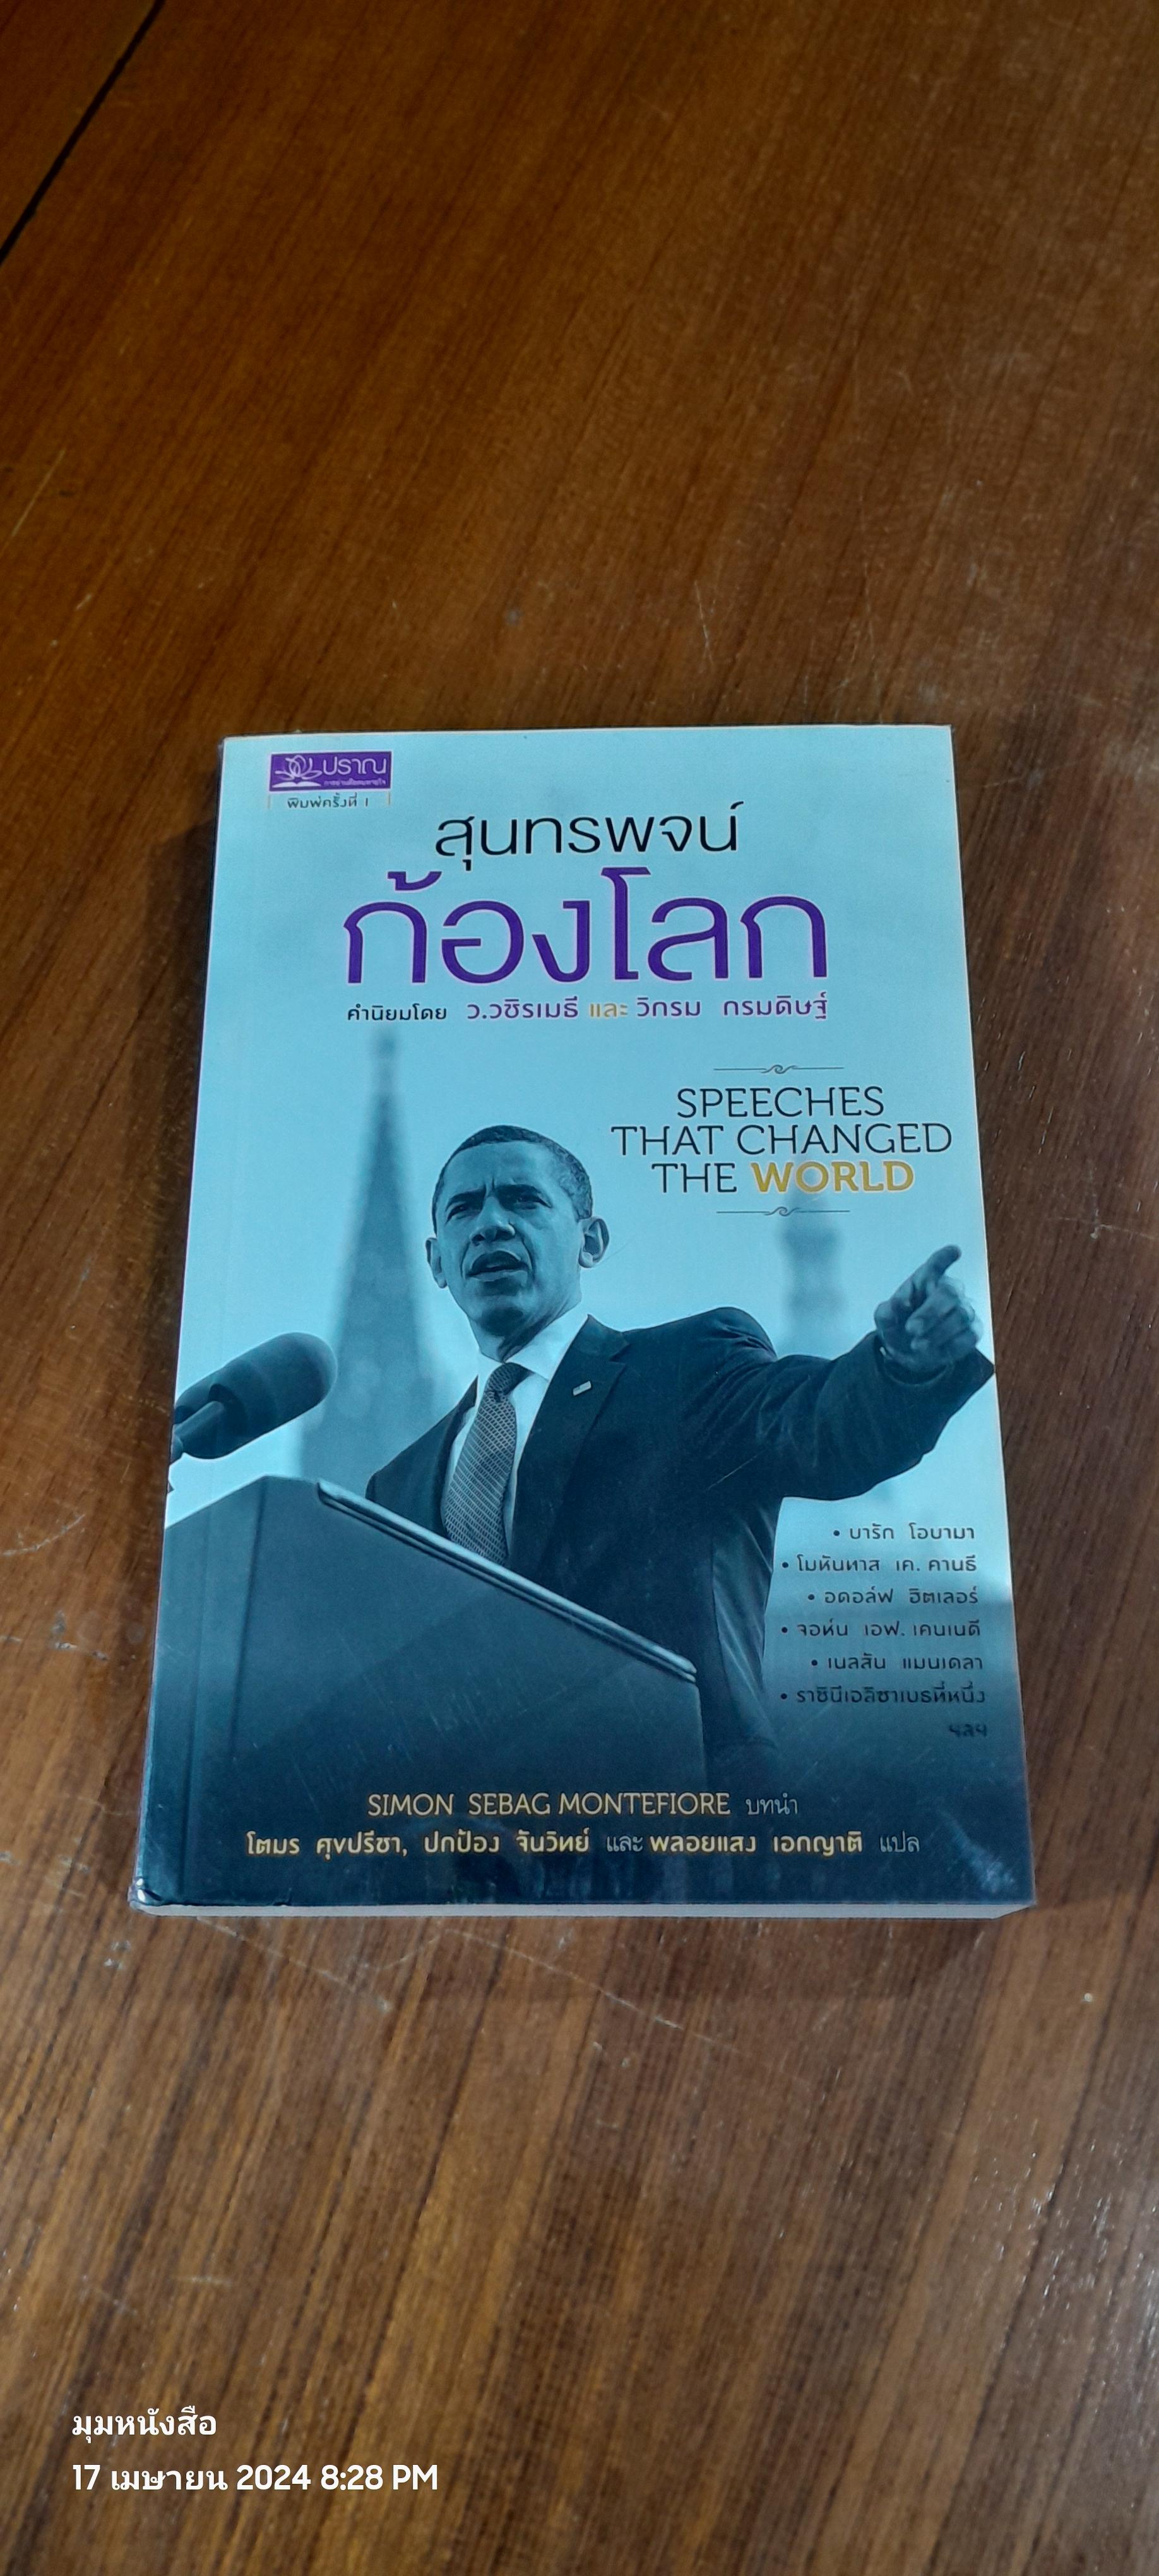 ปราณ
พิมพ์ครั้งที่ 1
สุนทรพจน์
ก้องโลก
คำนิยมโดย ว.วชิรเมธี และ วิกรม กรมดิษฐ์
SPEECHES
THAT CHANGED
THE WORLD
• บารัก โอบามา
• โมหันทาส เค. คานธี
• อดอล์ฟ ฮิตเลอร์
• จอห์น เอฟ. เคนเนดี
• เนลสัน แมนเดลา
• ราชินีเอลิซาเบธที่หนึ่ง
ฯลฯ
SIMON SEBAG MONTEFIORE บทนำ
โตมร ศุขปรีชา, ปกป้อง จันวิทย์ และ พลอยแสง เอกญาติ แปล
มุมหนังสือ
17 เมษายน 2024 8:28 PM